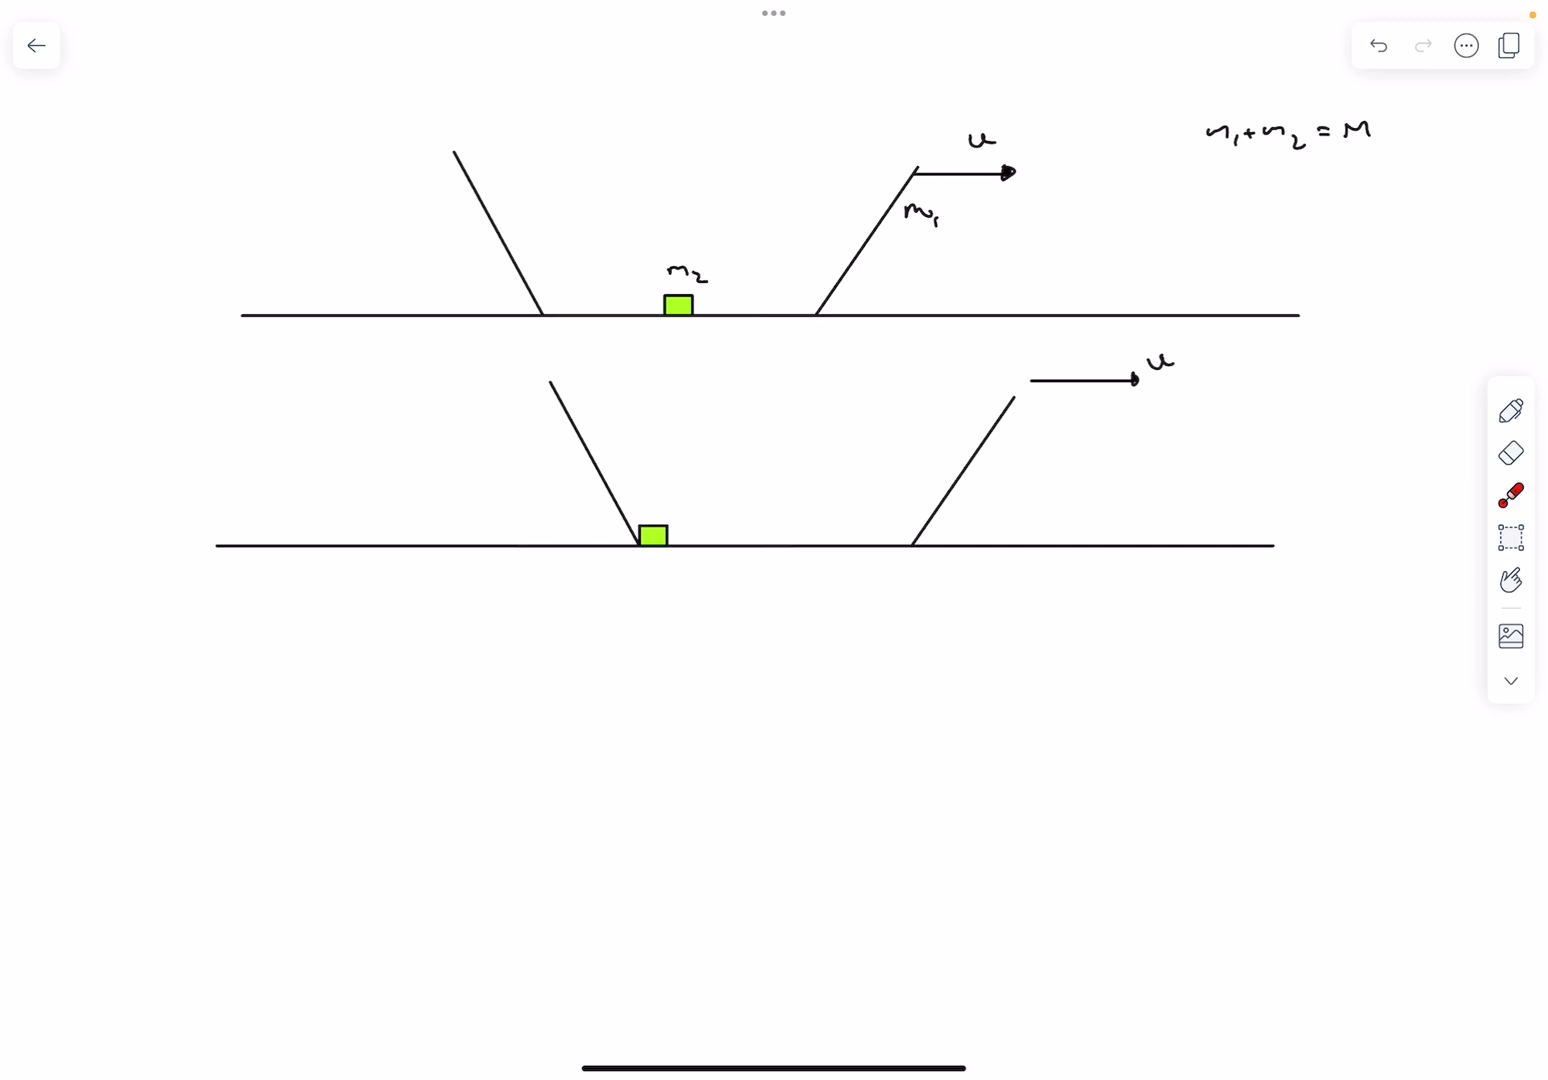 u
m₁ + m₂ = M
m₁
m₂
u